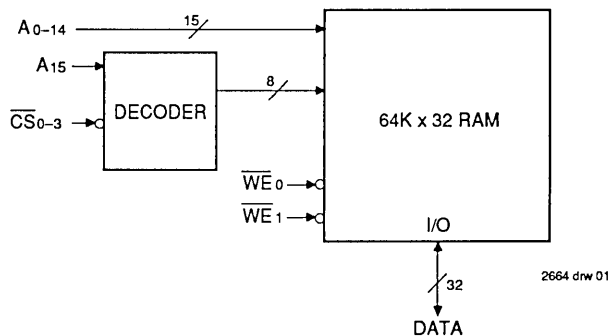 A0–14
15
A15
8
DECODER
CS0–3
64K x 32 RAM
WE0
WE1
I/O
32
2664 drw 01
DATA